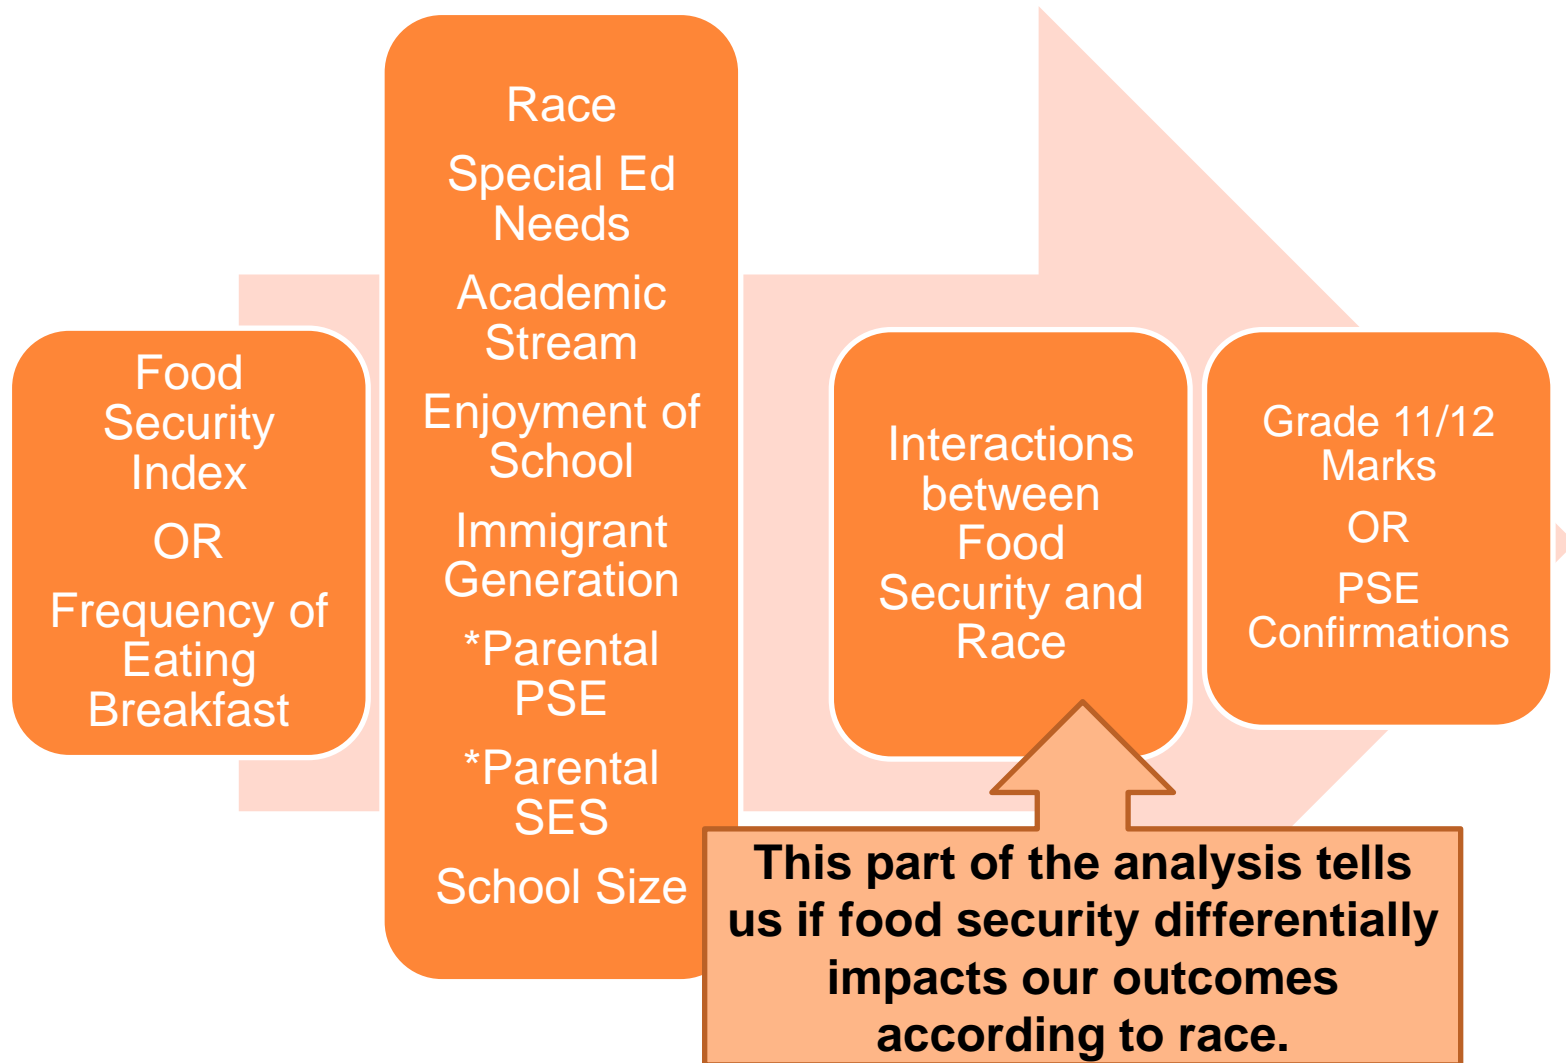 Food
Security
Index
OR
Frequency of
Eating
Breakfast
Race
Special Ed
Needs
Academic
Stream
Enjoyment of
School
Immigrant
Generation
*Parental
PSE
*Parental
SES
School Size
Interactions
between
Food
Security and
Race
Grade 11/12
Marks
OR
PSE
Confirmations
This part of the analysis tells
us if food security differentially
impacts our outcomes
according to race.